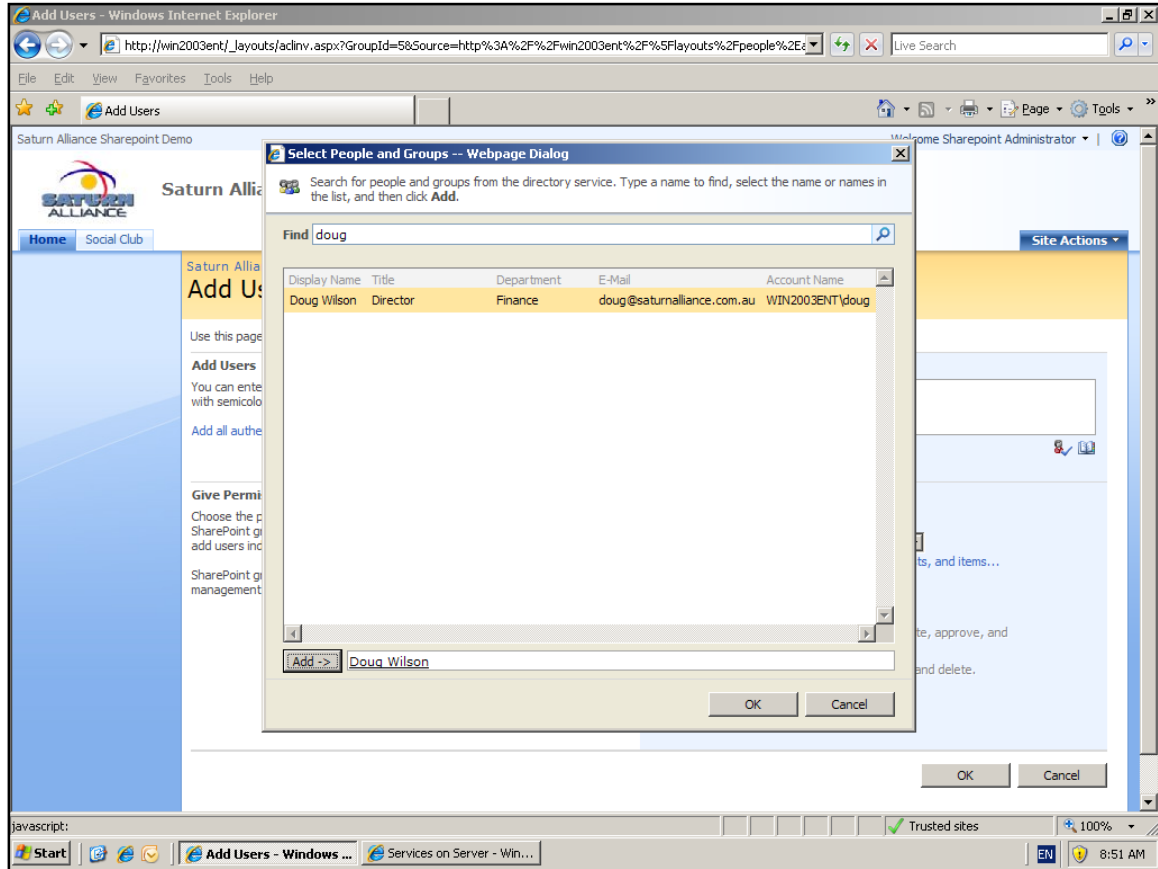 Add Users - Windows Internet Explorer
http://win2003ent/_layouts/aclinv.aspx?GroupId=5&Source=http%3A%2F%2Fwin2003ent%2F%5Flayouts%2Fpeople%2Ea
Live Search
File Edit View Favorites Tools Help
Add Users
Page Tools »
Saturn Alliance Sharepoint Demo
Welcome Sharepoint Administrator
SATURN
ALLIANCE
Saturn Allia
Home Social Club
Site Actions
Saturn Allia
Add Us
Use this page
Add Users
You can ente
with semicolo
Add all authe
Give Permi
Choose the p
SharePoint g
add users ind
SharePoint g
management
ts, and items...
te, approve, and
and delete.
OK Cancel
Select People and Groups -- Webpage Dialog
Search for people and groups from the directory service. Type a name to find, select the name or names in
the list, and then click Add.
Find doug
Display Name Title Department E-Mail Account Name
Doug Wilson Director Finance doug@saturnalliance.com.au WIN2003ENT\doug
Add -> Doug Wilson
OK Cancel
javascript:
Trusted sites
100%
Start
Add Users - Windows ...
Services on Server - Win...
EN
8:51 AM